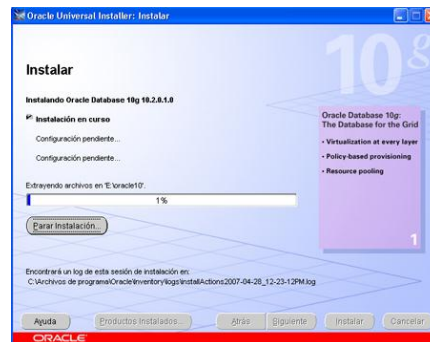 Oracle Universal Installer: Instalar
10g
Instalar
Instalando Oracle Database 10g 10.2.0.1.0
Instalación en curso
Configuración pendiente...
Configuración pendiente...
Extrayendo archivos en 'E:\oracle10'.
1%
Parar Instalación...
Encontrará un log de esta sesión de instalación en:
C:\Archivos de programa\Oracle\Inventory\logs\installActions2007-04-28_12-23-12PM.log
Oracle Database 10g:
The Database for the Grid
• Virtualization at every layer
• Policy-based provisioning
• Resource pooling
1
Ayuda
Productos Instalados...
Atrás
Siguiente
Instalar
Cancelar
ORACLE